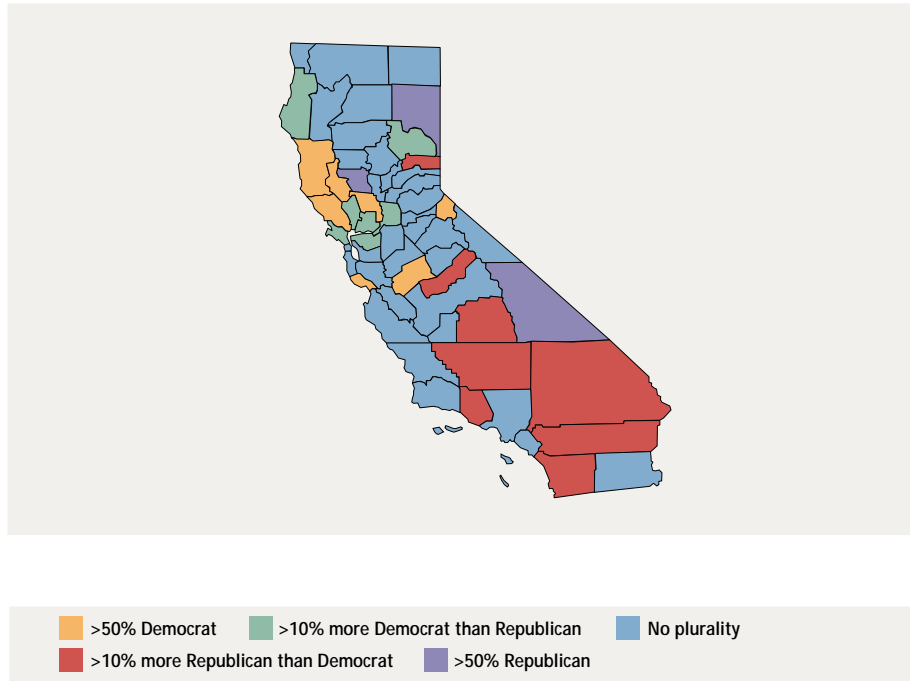 >50% Democrat >10% more Democrat than Republican No plurality
>10% more Republican than Democrat >50% Republican